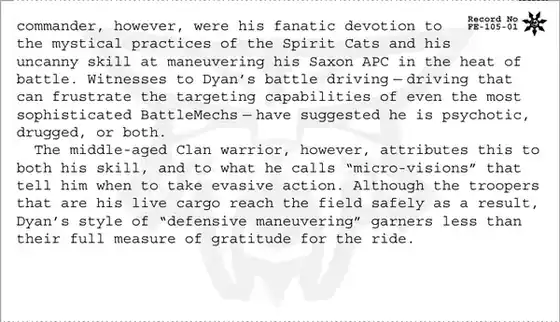 commander, however, were his fanatic devotion to
Record No
FE-105-01
the mystical practices of the Spirit Cats and his
uncanny skill at maneuvering his Saxon APC in the heat of
battle. Witnesses to Dyan’s battle driving — driving that
can frustrate the targeting capabilities of even the most
sophisticated BattleMechs — have suggested he is psychotic,
drugged, or both.
The middle-aged Clan warrior, however, attributes this to
both his skill, and to what he calls “micro-visions” that
tell him when to take evasive action. Although the troopers
that are his live cargo reach the field safely as a result,
Dyan’s style of “defensive maneuvering” garners less than
their full measure of gratitude for the ride.